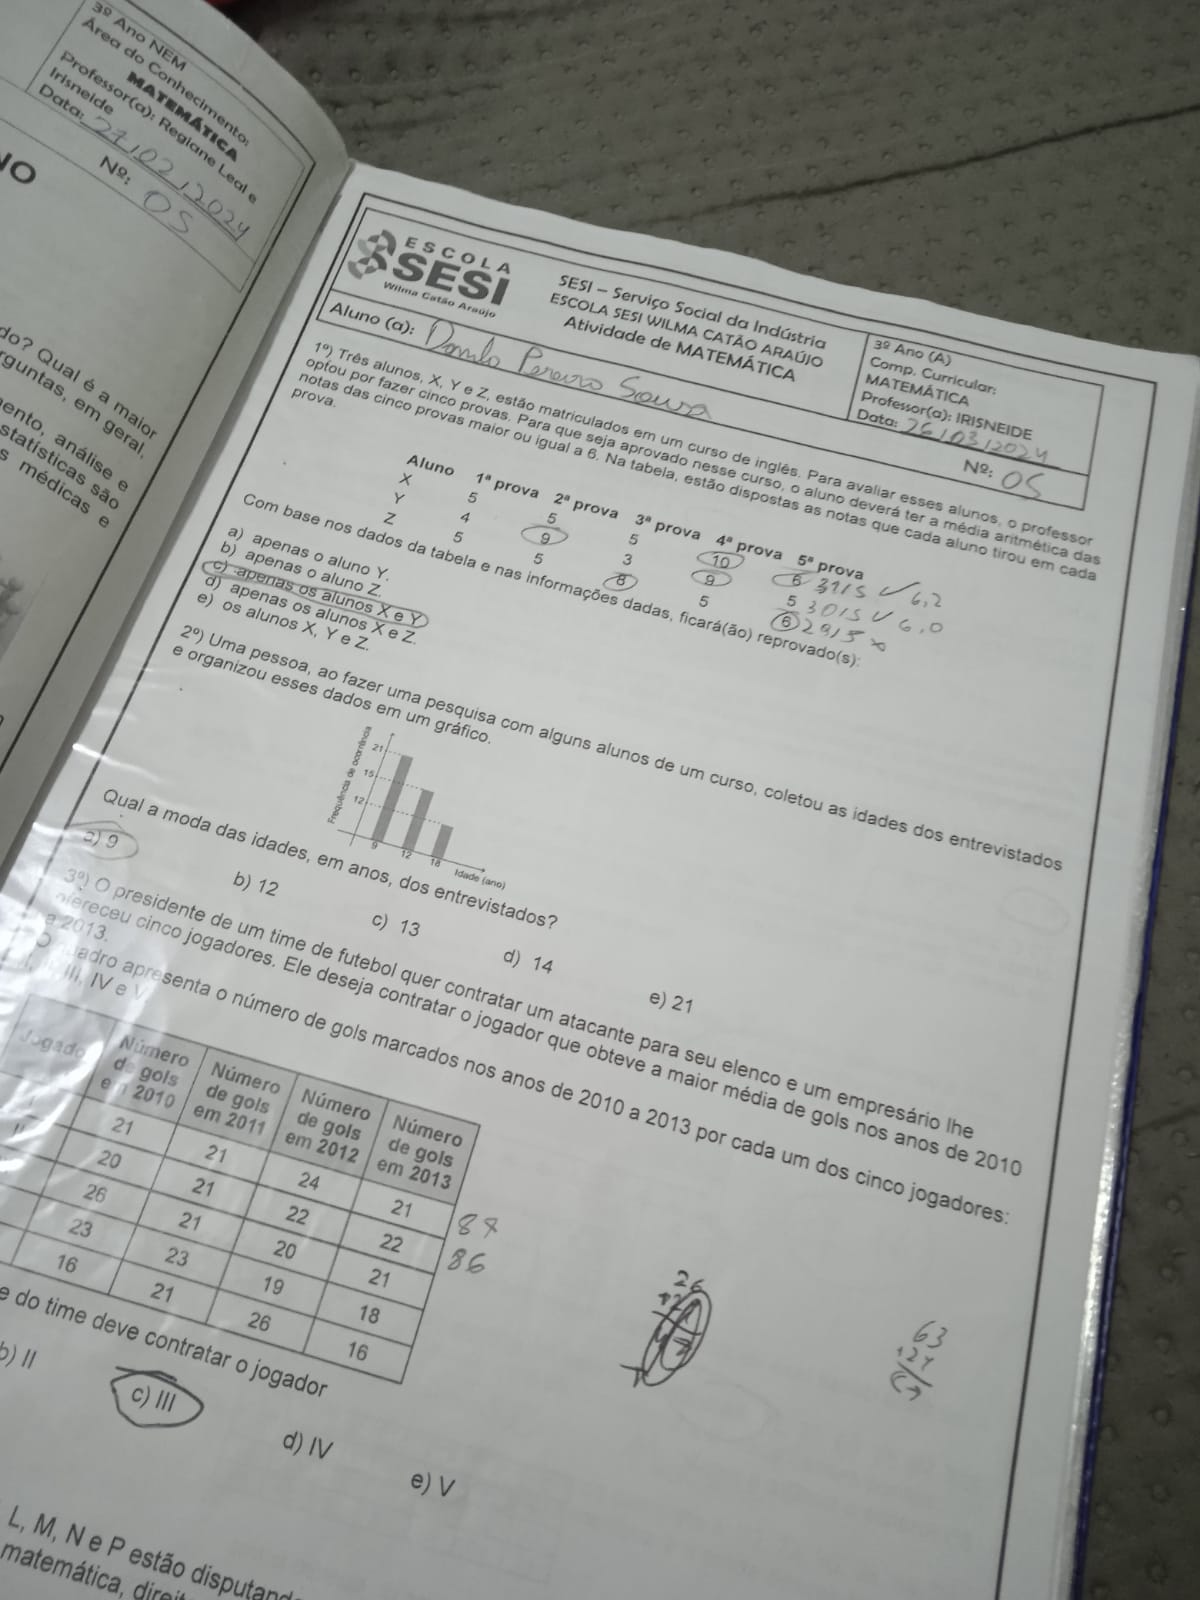 3º Ano NEM
Área do Conhecimento:
MATEMÁTICA
Professor(a): Regiane Leal e
Irisneide
Data: 27/02/2024
Nº: 05
NO
do? Qual é a maior
rguntas, em geral,
mento, análise e
statísticas são
s médicas e
ESCOLA
SESI
Wilma Catão Araújo
SESI – Serviço Social da Indústria
ESCOLA SESI WILMA CATÃO ARAÚJO
Atividade de MATEMÁTICA
3º Ano (A)
Comp. Curricular:
MATEMÁTICA
Professor(a): IRISNEIDE
Data: 26/03/2024
Aluno (a): Danilo Pereira Sousa
Nº: 05
1º) Três alunos, X, Y e Z, estão matriculados em um curso de inglês. Para avaliar esses alunos, o professor
optou por fazer cinco provas. Para que seja aprovado nesse curso, o aluno deverá ter a média aritmética das
notas das cinco provas maior ou igual a 6. Na tabela, estão dispostas as notas que cada aluno tirou em cada
prova.
Aluno 1ª prova 2ª prova 3ª prova 4ª prova 5ª prova
X 5 5 5 10 6 31/5 ✓ 6,2
Y 4 9 3 9 5 30/5 ✓ 6,0
Z 5 5 8 5 6 29/5 x
Com base nos dados da tabela e nas informações dadas, ficará(ão) reprovado(s):
a) apenas o aluno Y.
b) apenas o aluno Z.
c) apenas os alunos X e Y.
d) apenas os alunos X e Z.
e) os alunos X, Y e Z.
2º) Uma pessoa, ao fazer uma pesquisa com alguns alunos de um curso, coletou as idades dos entrevistados
e organizou esses dados em um gráfico.
Frequência de ocorrência
21
15
12
9 12 18
Idade (ano)
Qual a moda das idades, em anos, dos entrevistados?
a) 9 b) 12 c) 13 d) 14 e) 21
3º) O presidente de um time de futebol quer contratar um atacante para seu elenco e um empresário lhe
ofereceu cinco jogadores. Ele deseja contratar o jogador que obteve a maior média de gols nos anos de 2010
a 2013.
O quadro apresenta o número de gols marcados nos anos de 2010 a 2013 por cada um dos cinco jogadores:
I, II, III, IV e V.
Jogado Número de gols em 2010 Número de gols em 2011 Número de gols em 2012 Número de gols em 2013
21 21 24 21 87
20 21 22 22 86
26 21 20 21
23 23 19 18
16 21 26 16
26
63
+24
e do time deve contratar o jogador
b) II c) III d) IV e) V
L, M, N e P estão disputand
matemática, direit